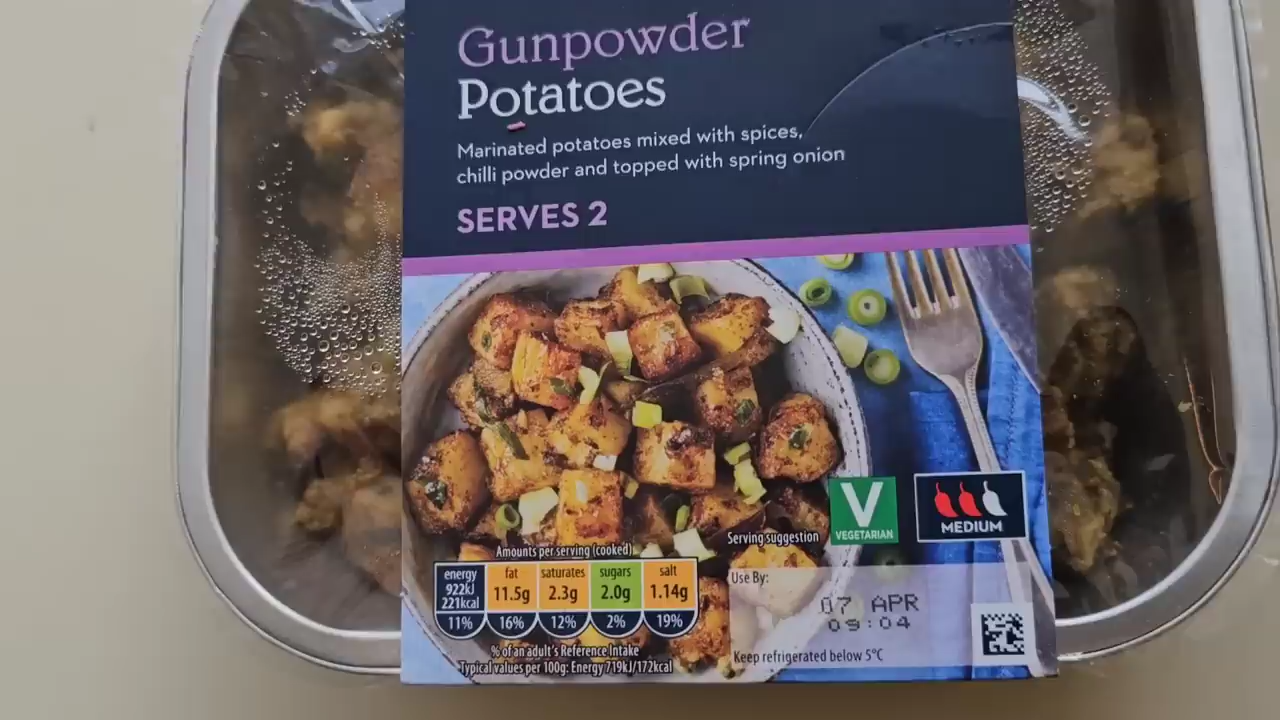 Gunpowder
Potatoes
Marinated potatoes mixed with spices,
chilli powder and topped with spring onion
SERVES 2
V
VEGETARIAN
MEDIUM
Serving suggestion
Amounts per serving (cooked)
energy fat saturates sugars salt
922kJ 221kcal 11.5g 2.3g 2.0g 1.14g
11% 16% 12% 2% 19%
% of an adult's Reference Intake
Typical values per 100g: Energy 719kJ/172kcal
Use By:
07 APR
09:04
Keep refrigerated below 5°C